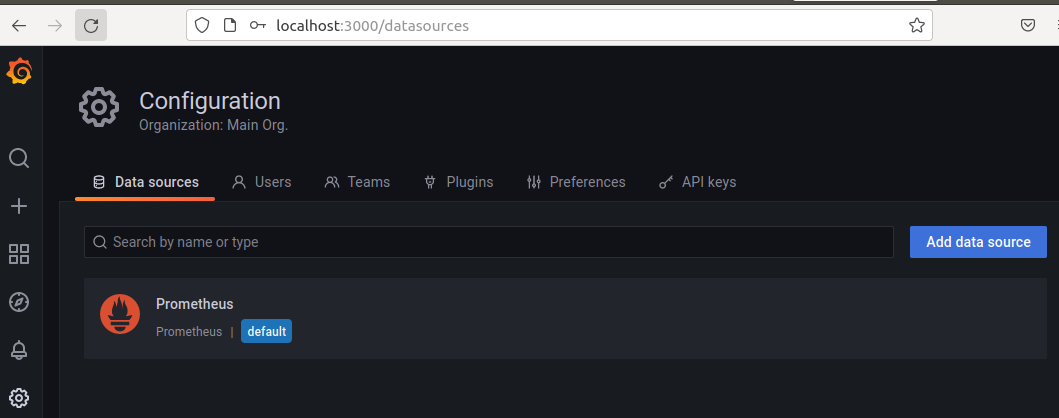 localhost:3000/datasources
Configuration
Organization: Main Org.
Data sources Users Teams Plugins Preferences API keys
Search by name or type Add data source
Prometheus
Prometheus | default